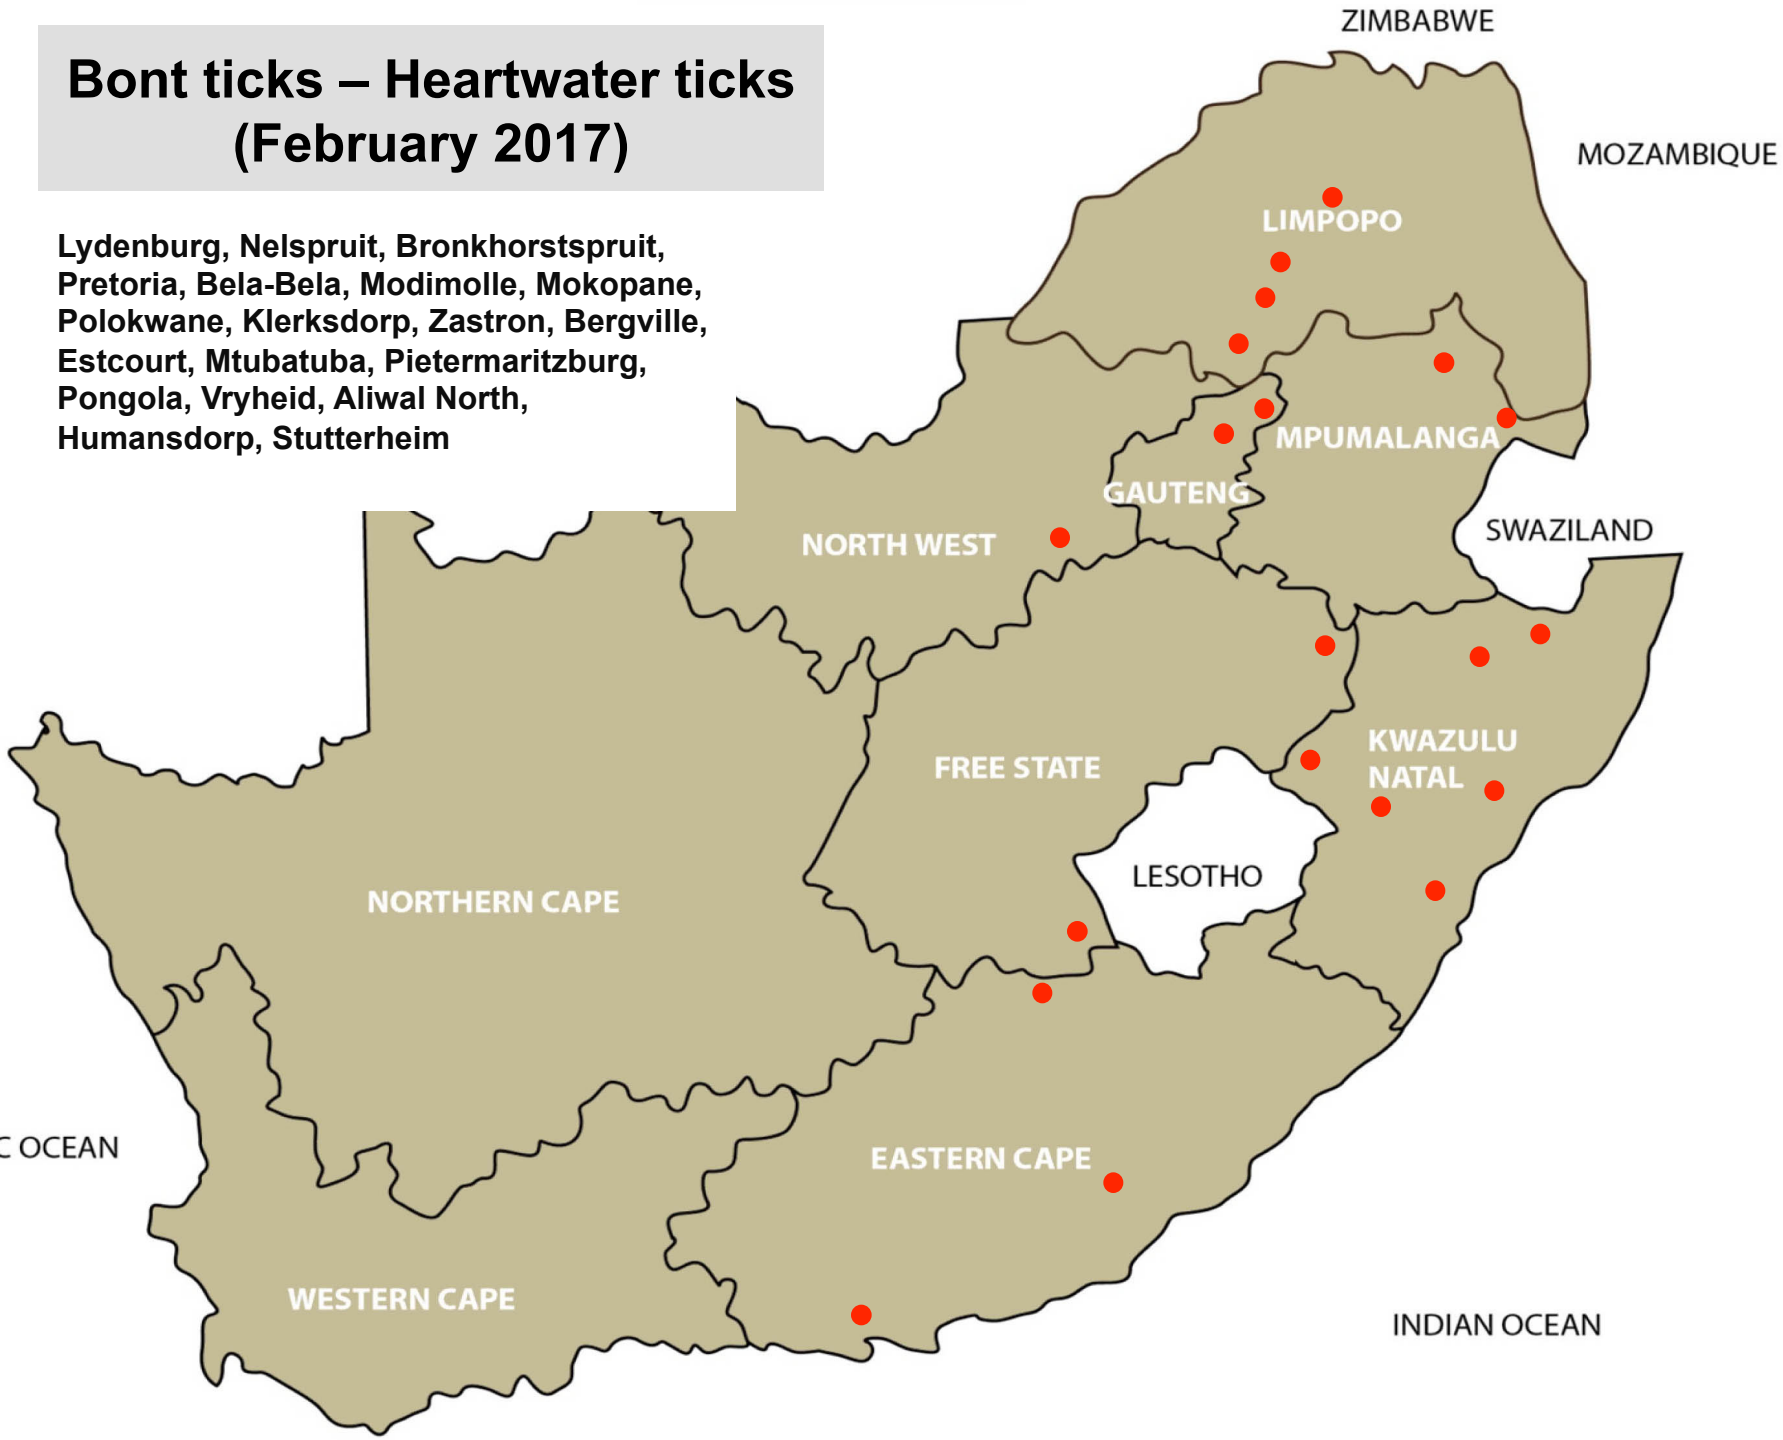 Bont ticks – Heartwater ticks
(February 2017)
Lydenburg, Nelspruit, Bronkhorstspruit,
Pretoria, Bela-Bela, Modimolle, Mokopane,
Polokwane, Klerksdorp, Zastron, Bergville,
Estcourt, Mtubatuba, Pietermaritzburg,
Pongola, Vryheid, Aliwal North,
Humansdorp, Stutterheim
ZIMBABWE
MOZAMBIQUE
LIMPOPO
MPUMALANGA
GAUTENG
NORTH WEST
SWAZILAND
KWAZULU
NATAL
FREE STATE
LESOTHO
NORTHERN CAPE
C OCEAN
EASTERN CAPE
WESTERN CAPE
INDIAN OCEAN